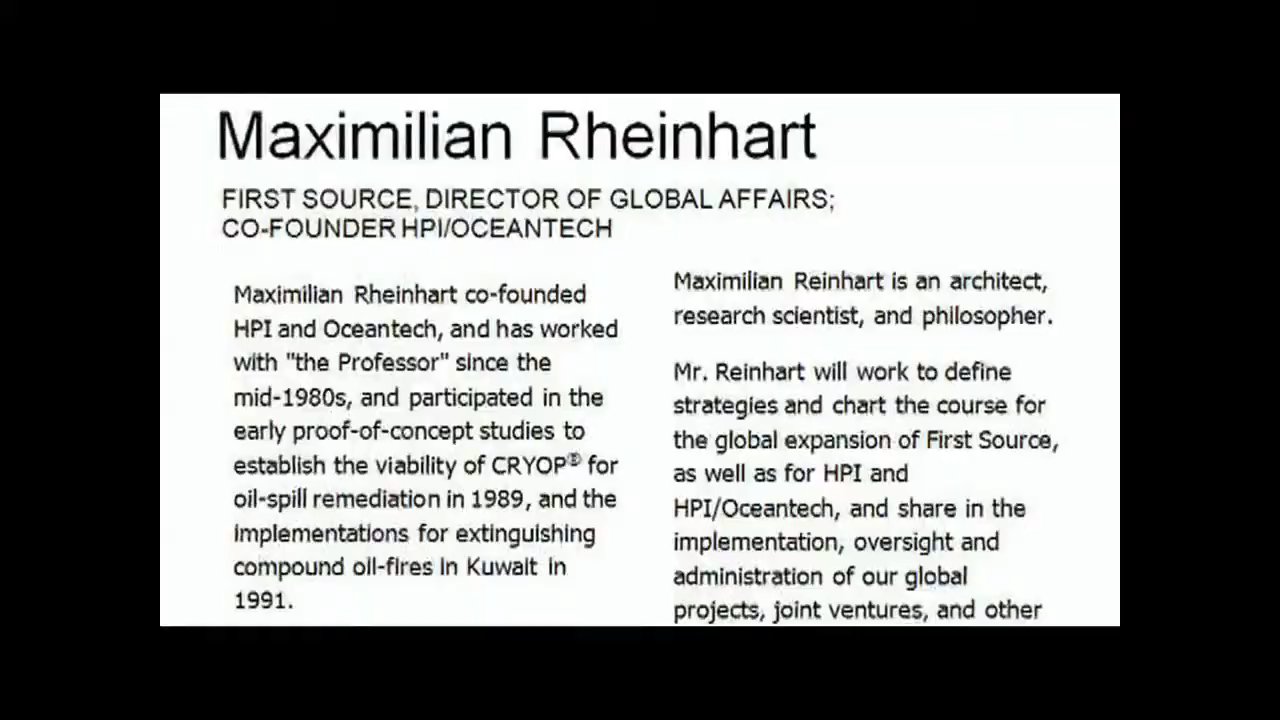 Maximilian Rheinhart
FIRST SOURCE, DIRECTOR OF GLOBAL AFFAIRS;
CO-FOUNDER HPI/OCEANTECH
Maximilian Rheinhart co-founded
HPI and Oceantech, and has worked
with "the Professor" since the
mid-1980s, and participated in the
early proof-of-concept studies to
establish the viability of CRYOP® for
oil-spill remediation in 1989, and the
implementations for extinguishing
compound oil-fires in Kuwait in
1991.
Maximilian Reinhart is an architect,
research scientist, and philosopher.
Mr. Reinhart will work to define
strategies and chart the course for
the global expansion of First Source,
as well as for HPI and
HPI/Oceantech, and share in the
implementation, oversight and
administration of our global
projects, joint ventures, and other